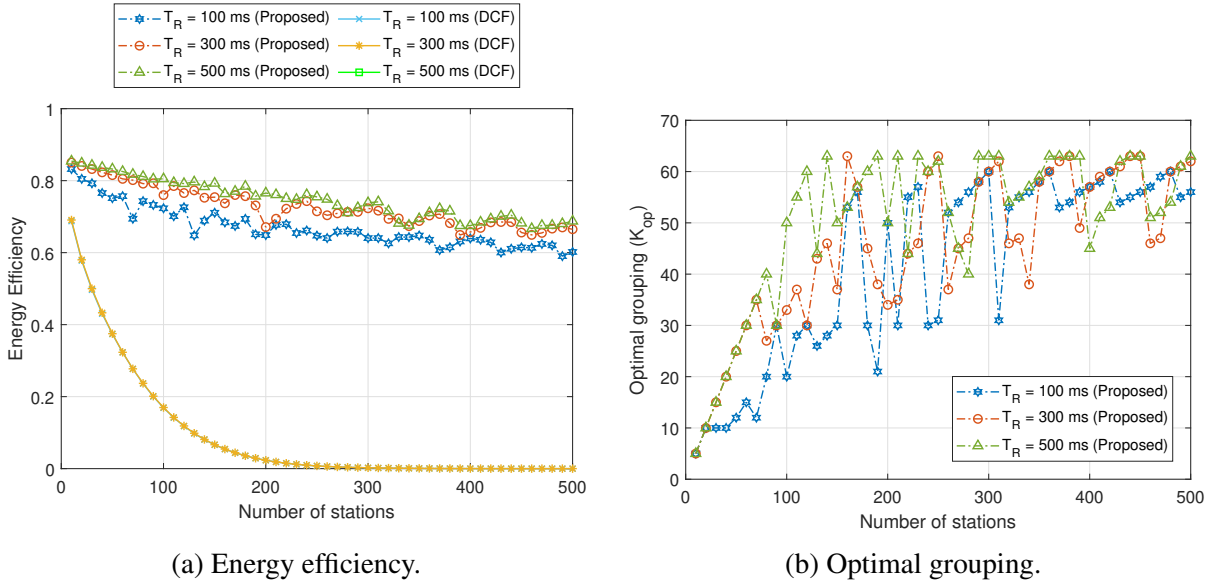 T_R = 100 ms (Proposed) T_R = 100 ms (DCF)
T_R = 300 ms (Proposed) T_R = 300 ms (DCF)
T_R = 500 ms (Proposed) T_R = 500 ms (DCF)
1
0.8
0.6
0.4
0.2
0
Energy Efficiency
0 100 200 300 400 500
Number of stations
(a) Energy efficiency.
70
60
50
40
30
20
10
0
Optimal grouping (K_op)
T_R = 100 ms (Proposed)
T_R = 300 ms (Proposed)
T_R = 500 ms (Proposed)
0 100 200 300 400 500
Number of stations
(b) Optimal grouping.